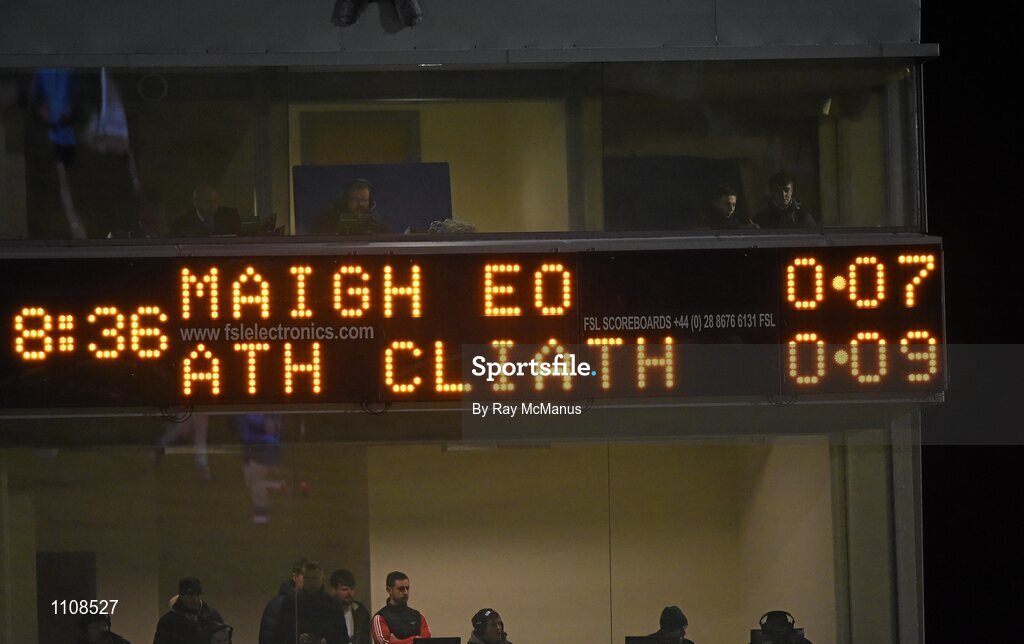 MAIGH EO 0·07
8:36
www.fslelectronics.com
FSL SCOREBOARDS +44 (0) 28 8676 6131 FSL
ATH CLIATH 0·09
Sportsfile.
By Ray McManus
1108527